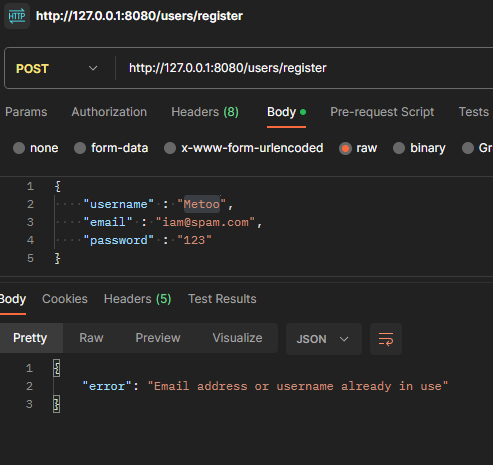 HTTP http://127.0.0.1:8080/users/register
POST http://127.0.0.1:8080/users/register
Params Authorization Headers (8) Body Pre-request Script Tests
none form-data x-www-form-urlencoded raw binary Gr
1 {
2 "username" : "Metoo",
3 "email" : "iam@spam.com",
4 "password" : "123"
5 }
Body Cookies Headers (5) Test Results
Pretty Raw Preview Visualize JSON
1 {
2 "error": "Email address or username already in use"
3 }